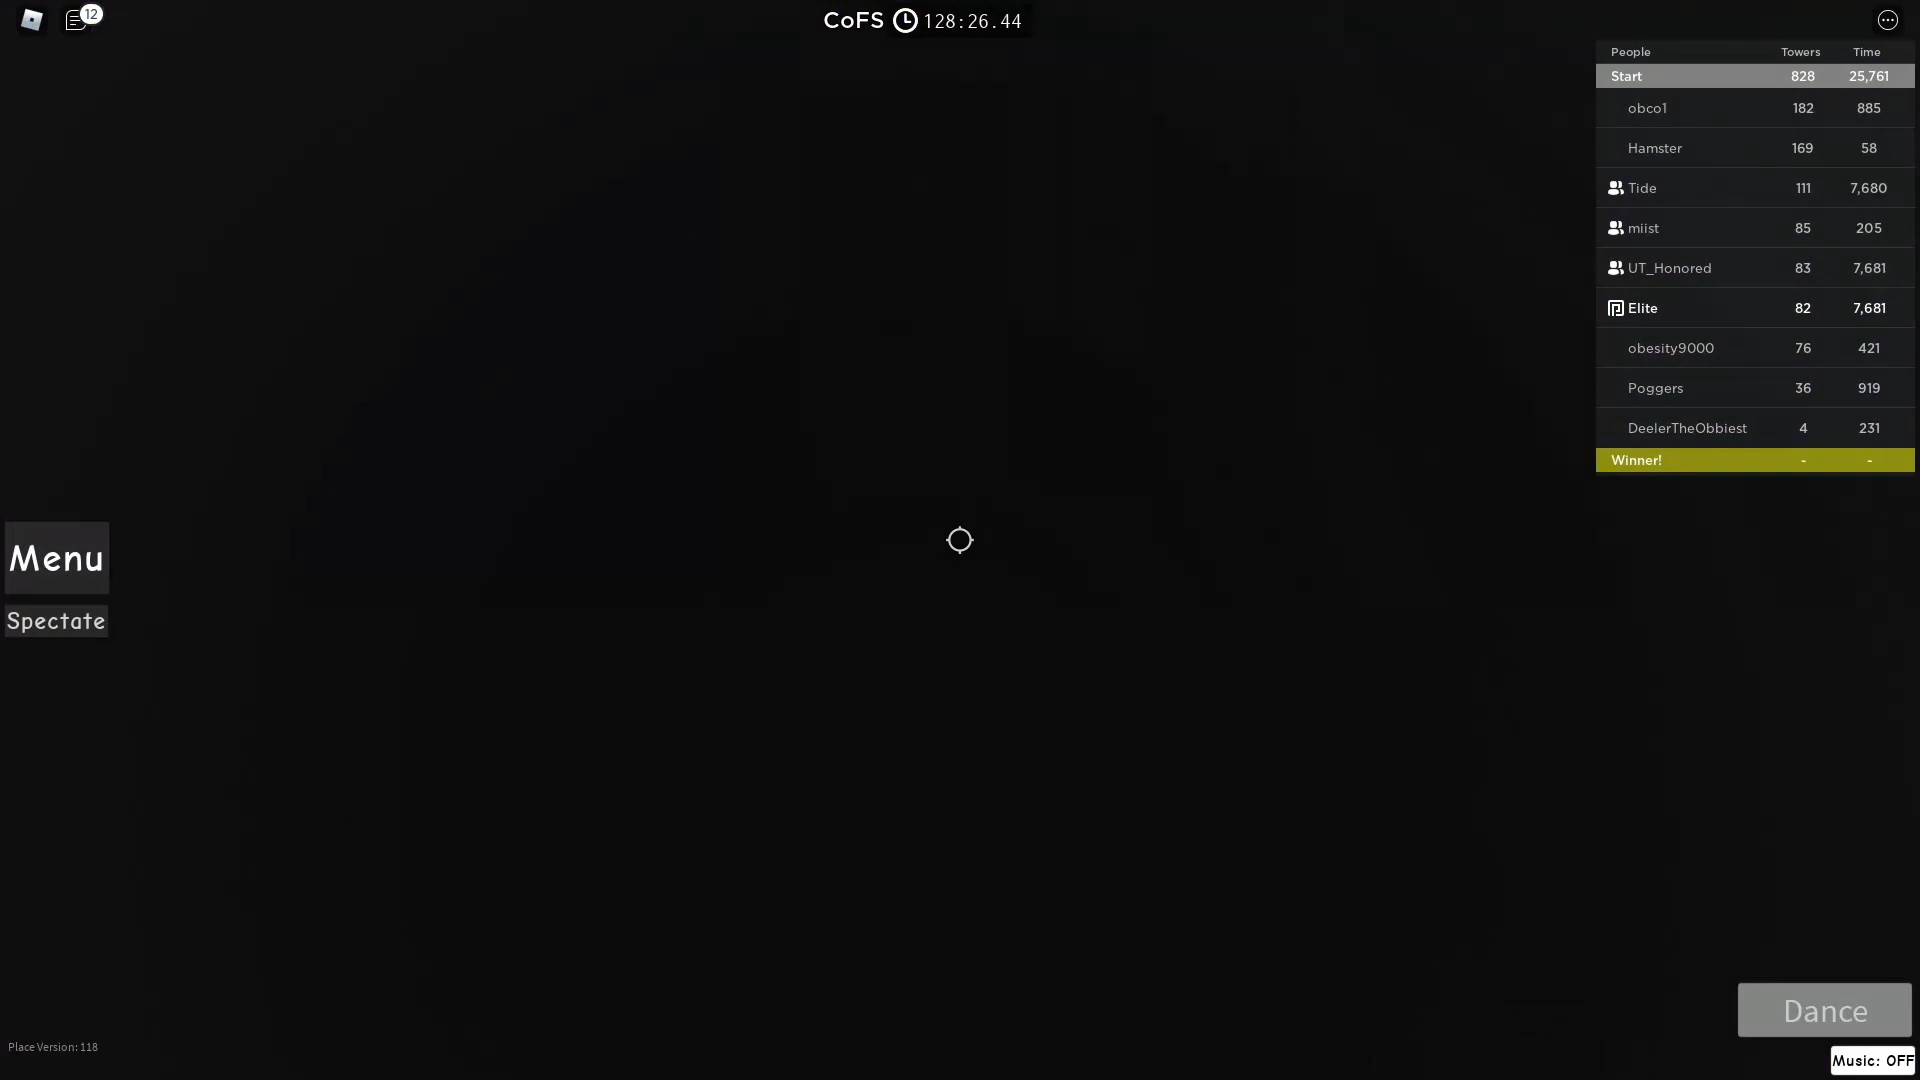 12
CoFS 128:26.44
People Towers Time
Start 828 25,761
obco1 182 885
Hamster 169 58
Tide 111 7,680
miist 85 205
UT_Honored 83 7,681
Elite 82 7,681
obesity9000 76 421
Poggers 36 919
DeelerTheObbiest 4 231
Winner! - -
Menu
Spectate
Dance
Place Version: 118
Music: OFF